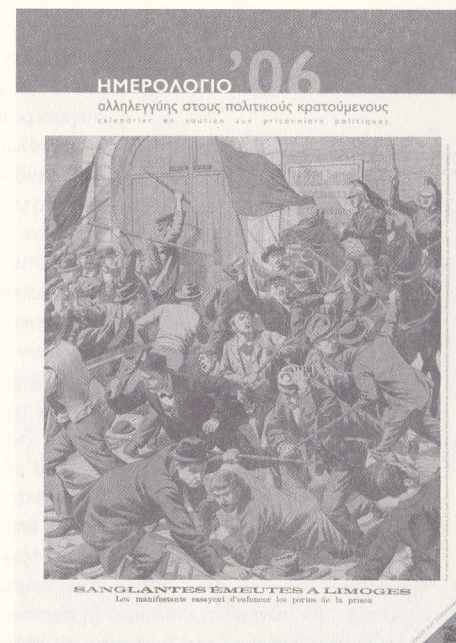 ΗΜΕΡΟΛΟΓΙΟ '06
αλληλεγγύης στους πολιτικούς κρατούμενους
calendrier en soutien aux prisonniers politiques
SANGLANTES ÉMEUTES A LIMOGES
Les manifestants essayent d'enfoncer les portes de la prison